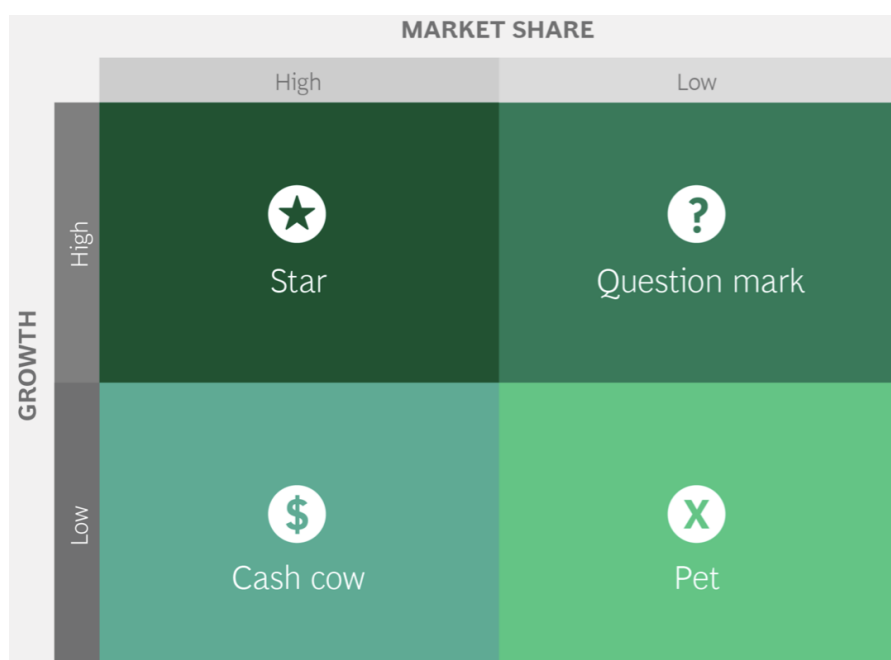 MARKET SHARE
High Low
GROWTH
High
?
Star Question mark
Low
$ X
Cash cow Pet